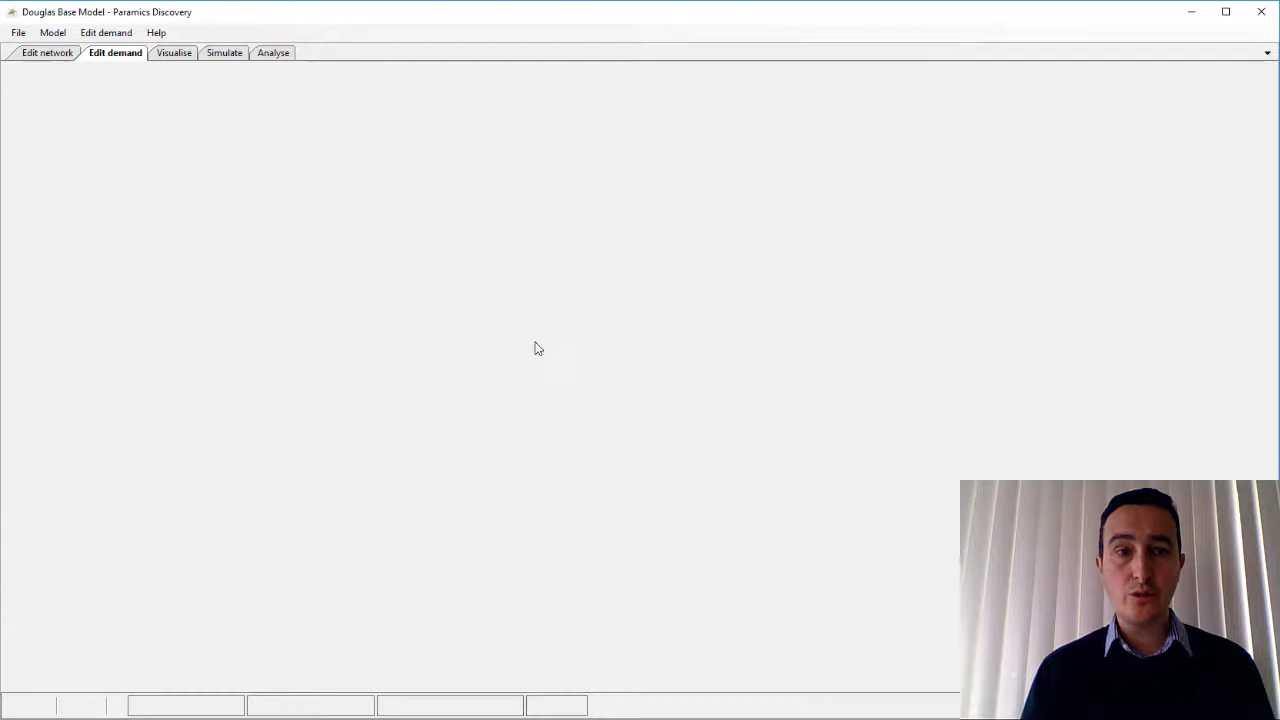 Douglas Base Model - Paramics Discovery
File Model Edit demand Help
Edit network Edit demand Visualise Simulate Analyse